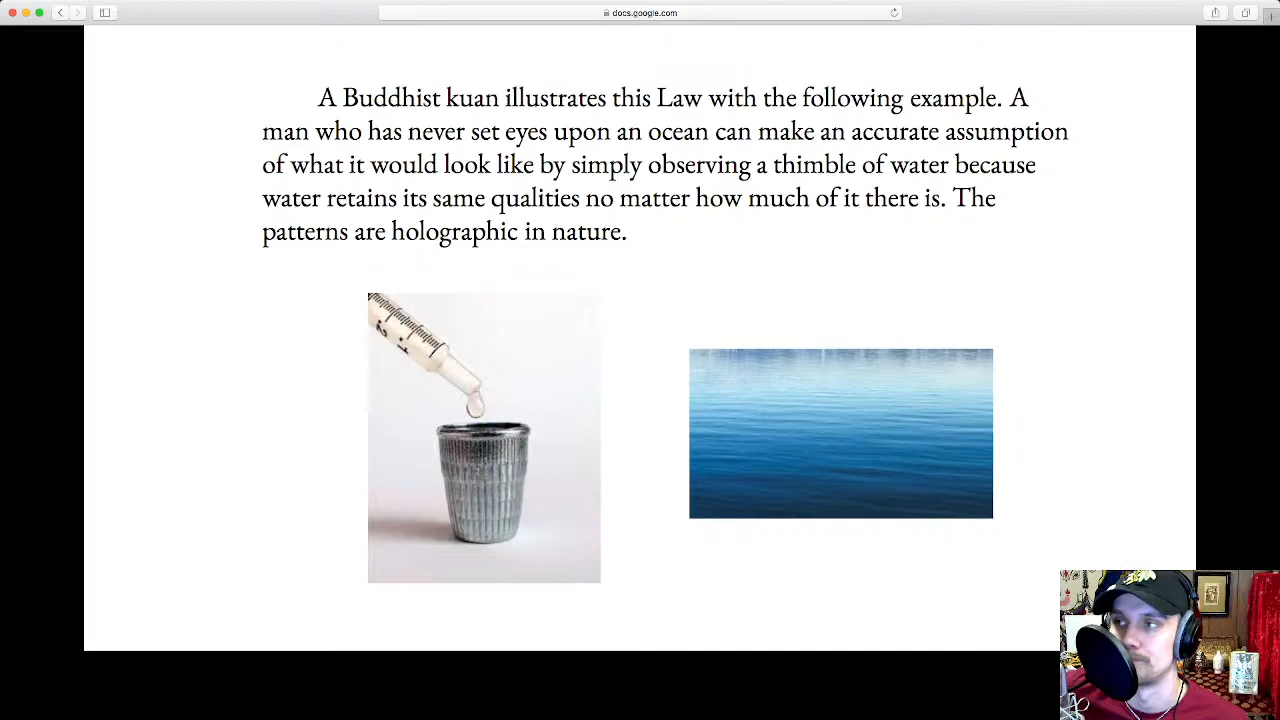 docs.google.com
A Buddhist kuan illustrates this Law with the following example. A
man who has never set eyes upon an ocean can make an accurate assumption
of what it would look like by simply observing a thimble of water because
water retains its same qualities no matter how much of it there is. The
patterns are holographic in nature.
2
1